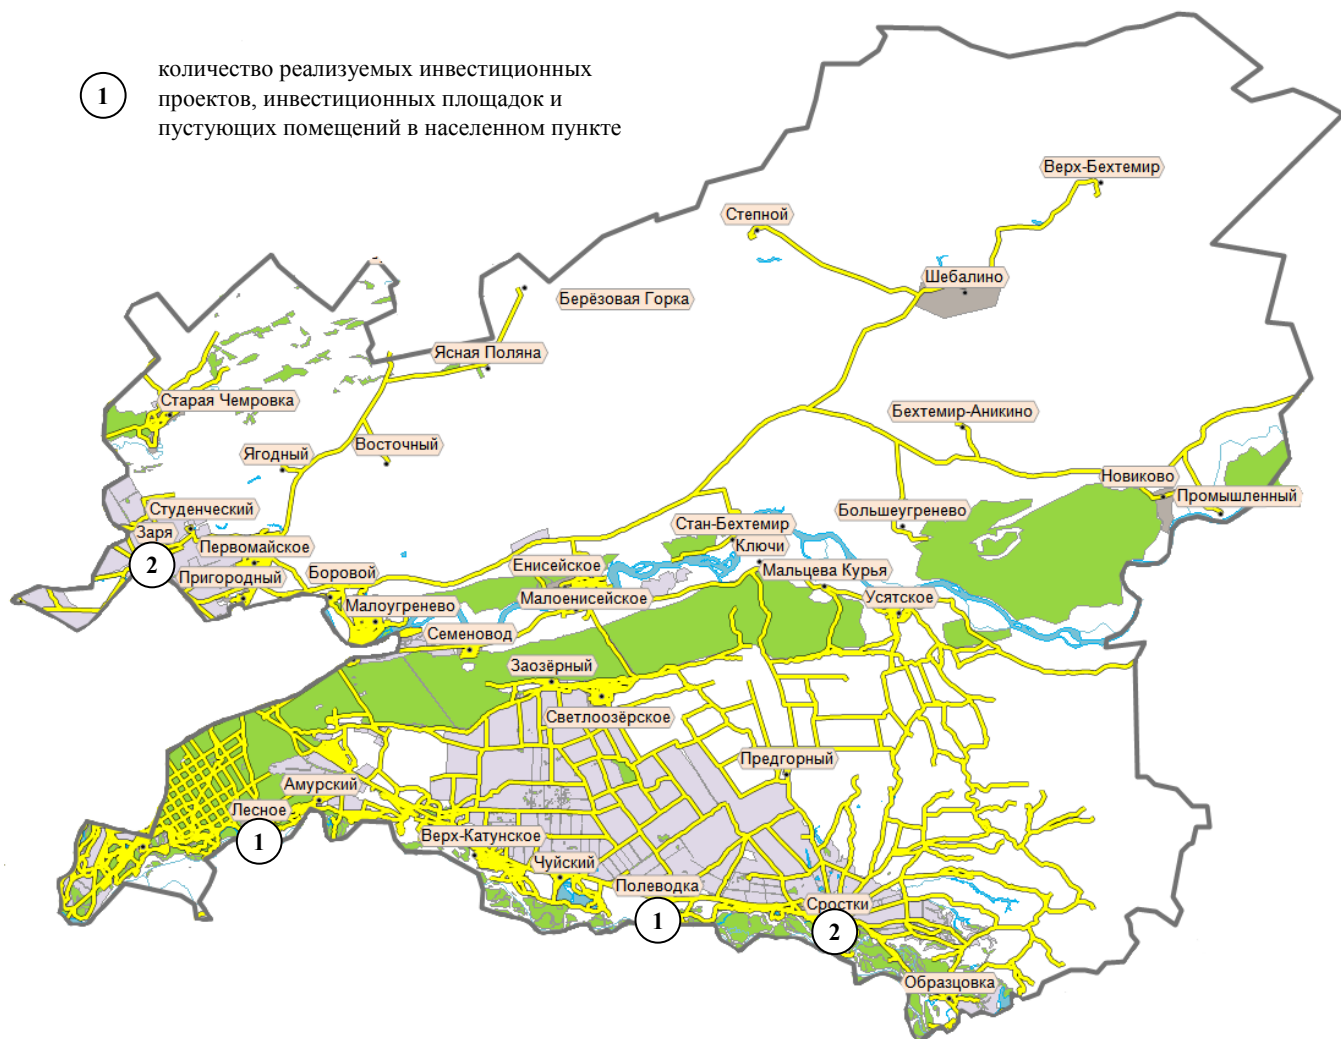 количество реализуемых инвестиционных
1
проектов, инвестиционных площадок и
пустующих помещений в населенном пункте
Верх-Бехтемир
Степной
Шебалино
Берёзовая Горка
Ясная Поляна
Старая Чемровка
Бехтемир-Аникино
Восточный
Ягодный
Новиково
Промышленный
Студенческий
Большеугренево
Стан-Бехтемир
Заря
2
Первомайское
Ключи
Енисейское
Мальцева Курья
Боровой
Пригородный
Усятское
Малоенисейское
Малоугренево
Семеновод
Заозёрный
Светлоозёрское
Предгорный
Амурский
Лесное
1
Верх-Катунское
Чуйский
Полеводка
1
Сростки
2
Образцовка